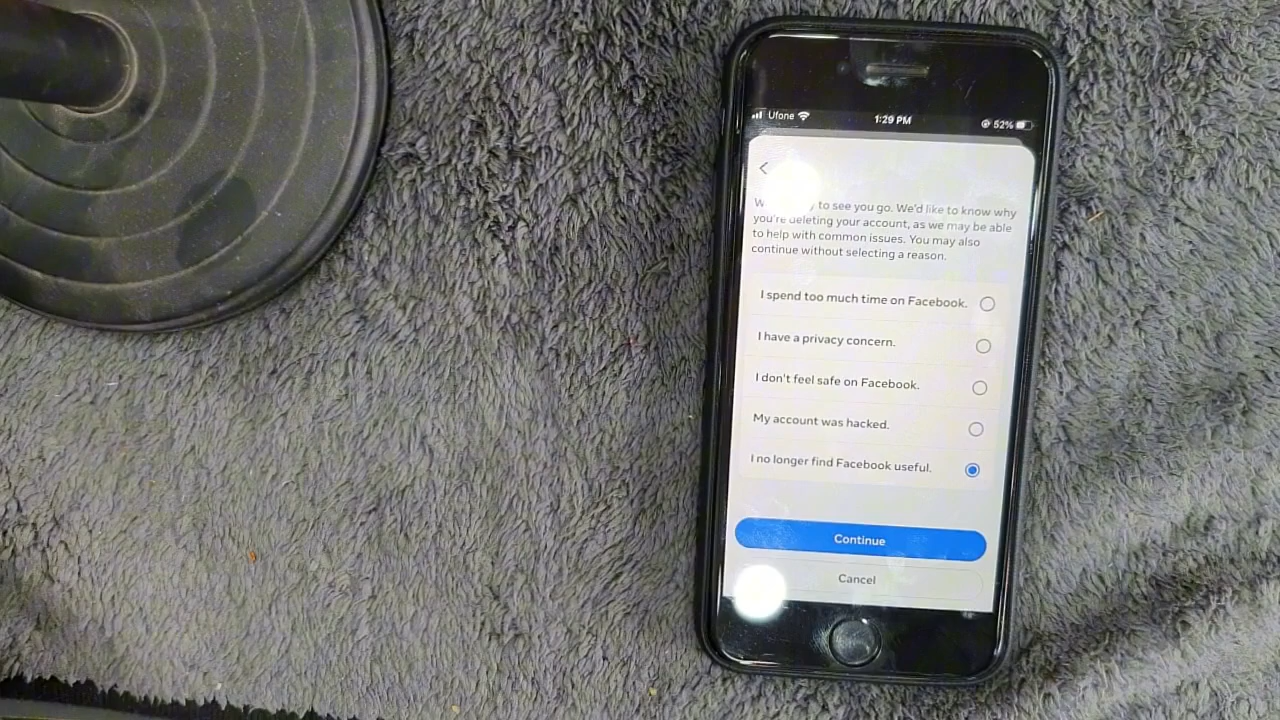 Ufone 1:29 PM 52%
to see you go. We'd like to know why
you're deleting your account, as we may be able
to help with common issues. You may also
continue without selecting a reason.
I spend too much time on Facebook.
I have a privacy concern.
I don't feel safe on Facebook.
My account was hacked.
I no longer find Facebook useful.
Continue
Cancel